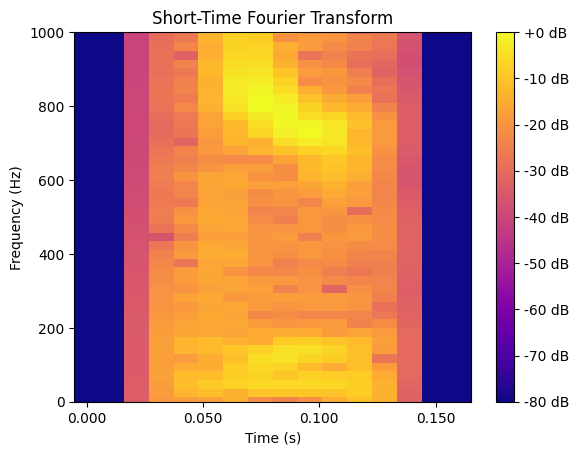 Short-Time Fourier Transform
1000
800
600
400
200
0
Frequency (Hz)
0.000
0.050
0.100
0.150
Time (s)
+0 dB
-10 dB
-20 dB
-30 dB
-40 dB
-50 dB
-60 dB
-70 dB
-80 dB